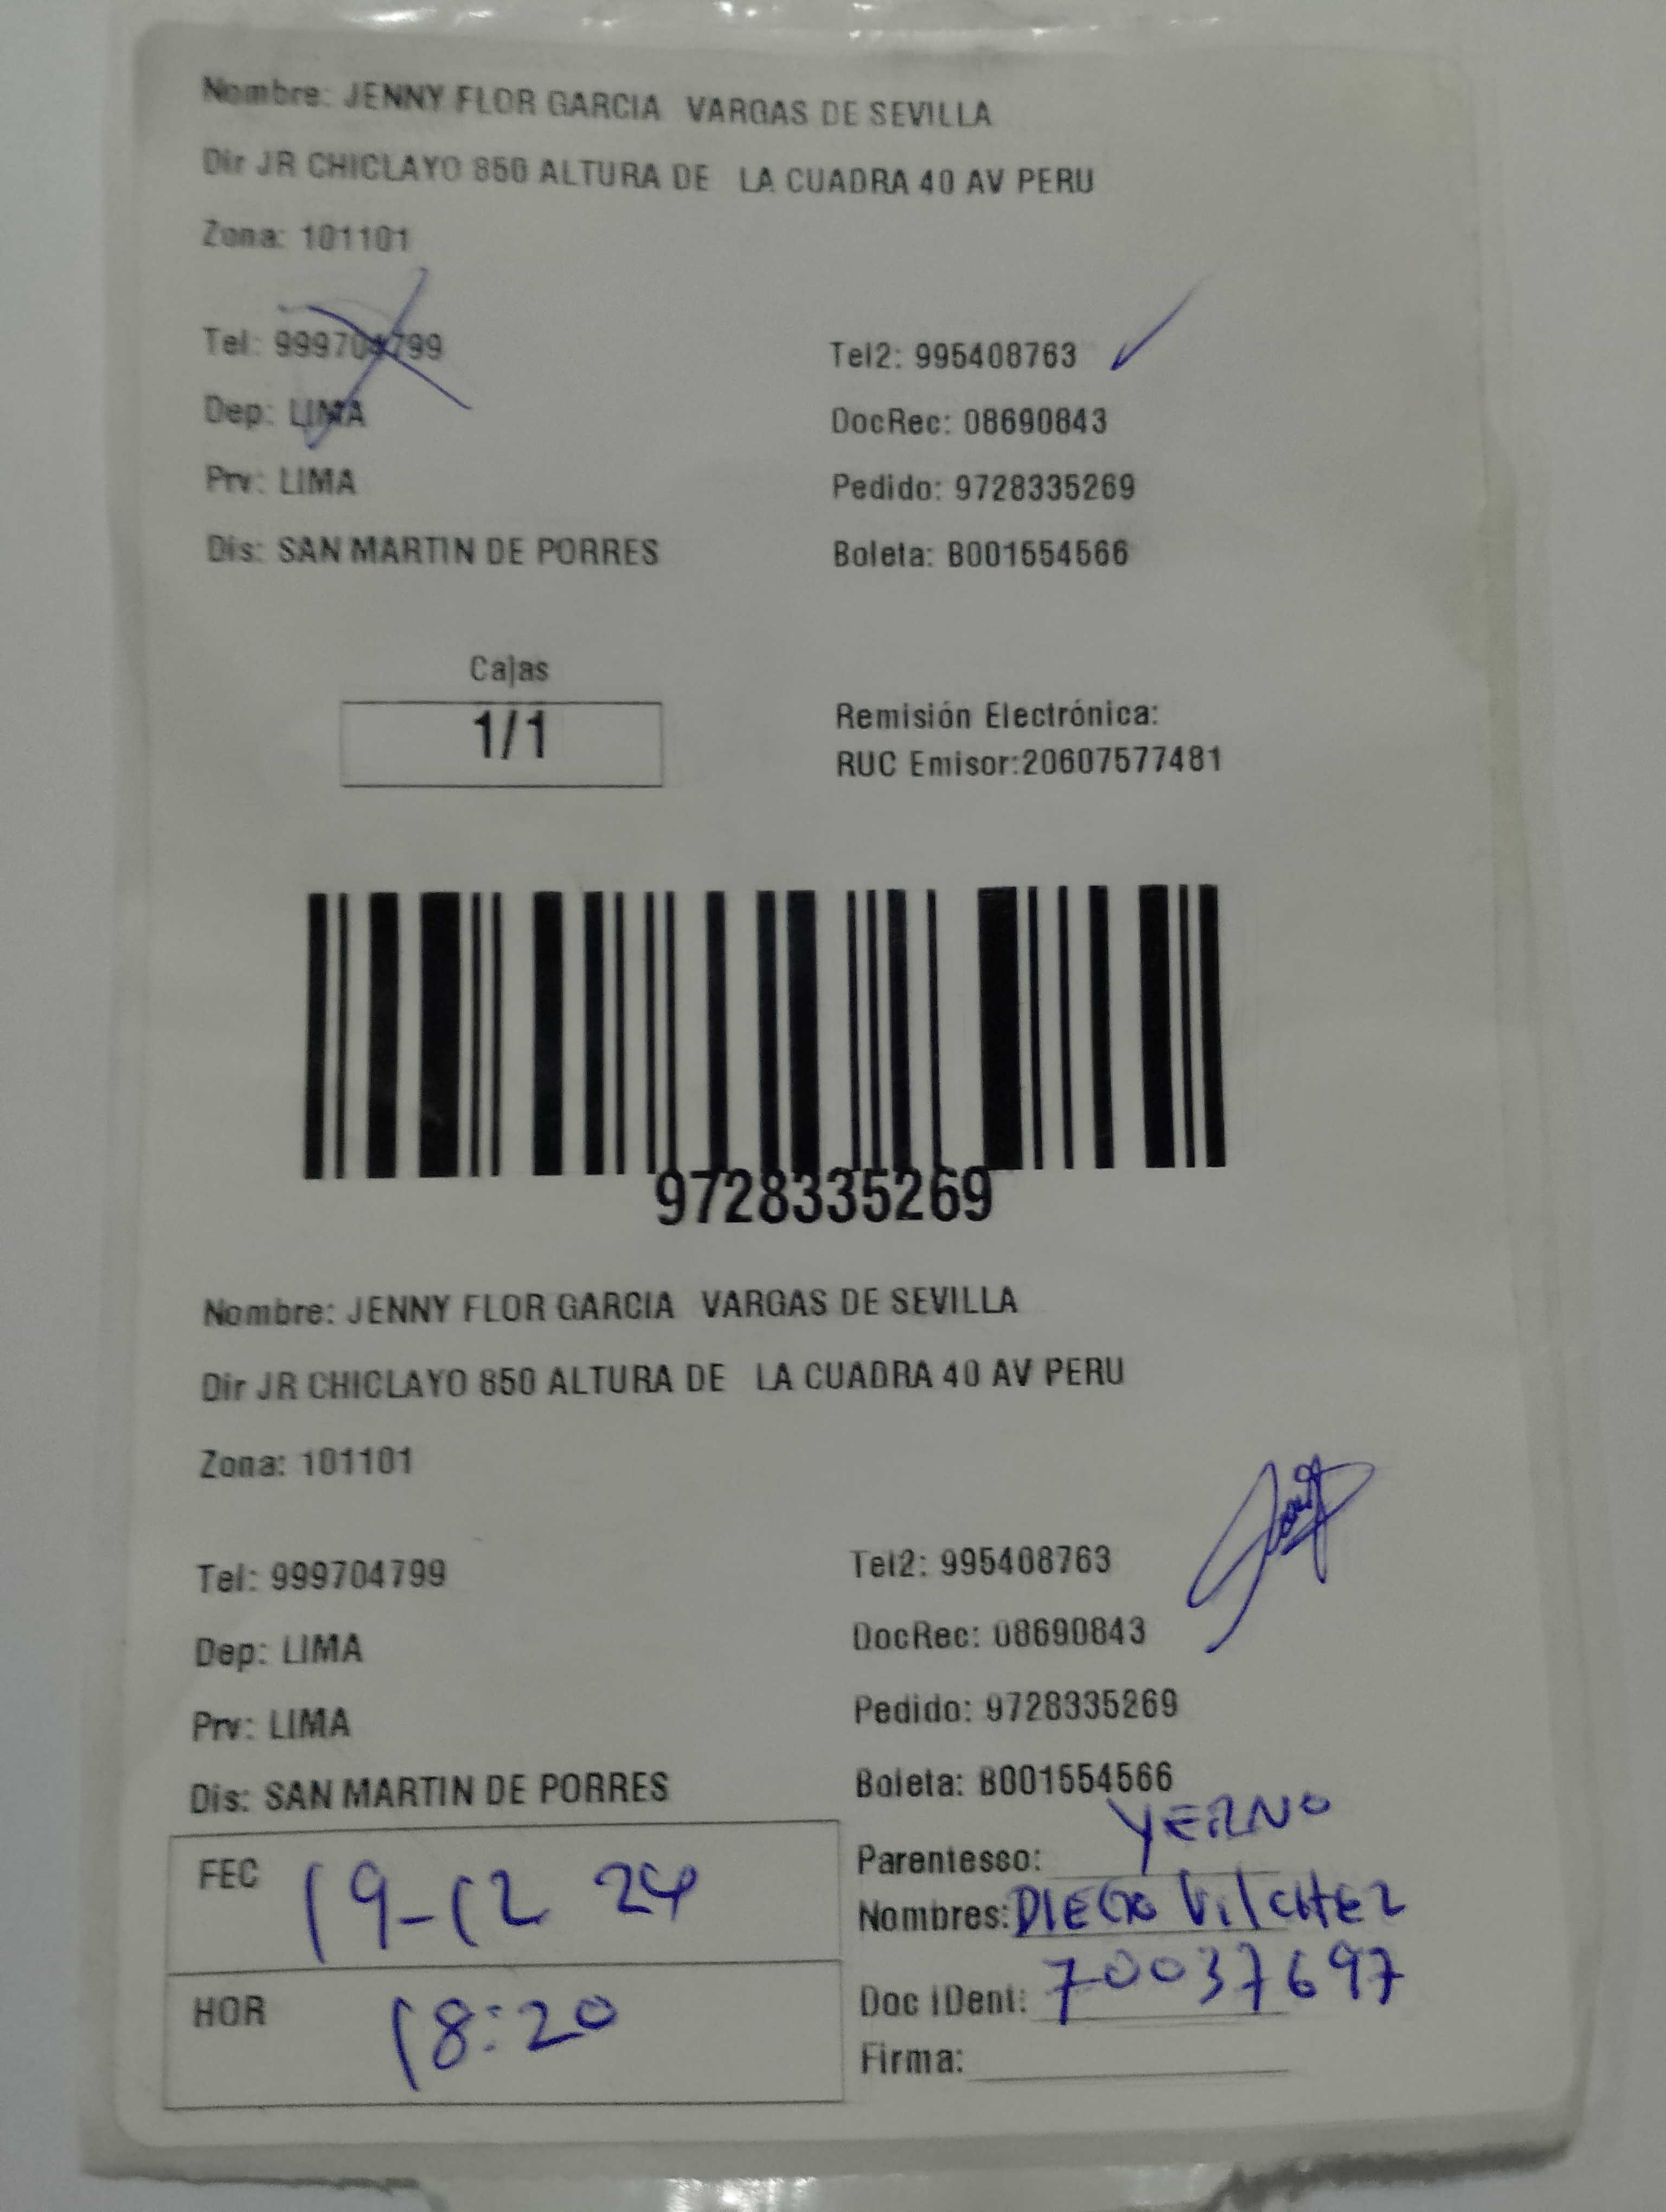 Nombre: JENNY FLOR GARCIA VARGAS DE SEVILLA
Dir JR CHICLAYO 850 ALTURA DE LA CUADRA 40 AV PERU
Zona: 101101
Tel: 999704799 Tel2: 995408763
Dep: LIMA DocRec: 08690843
Prv: LIMA Pedido: 9728335269
Dis: SAN MARTIN DE PORRES Boleta: B001554566
Cajas
1/1
Remisión Electrónica:
RUC Emisor:20607577481
9728335269
Nombre: JENNY FLOR GARCIA VARGAS DE SEVILLA
Dir JR CHICLAYO 850 ALTURA DE LA CUADRA 40 AV PERU
Zona: 101101
Tel: 999704799 Tel2: 995408763
Dep: LIMA DocRec: 08690843
Prv: LIMA Pedido: 9728335269
Dis: SAN MARTIN DE PORRES Boleta: B001554566
FEC 19-12 24
HOR 18:20
Parentesso: YERNO
Nombres: DIEGO VilCHEZ
Doc iDent: 70037697
Firma: